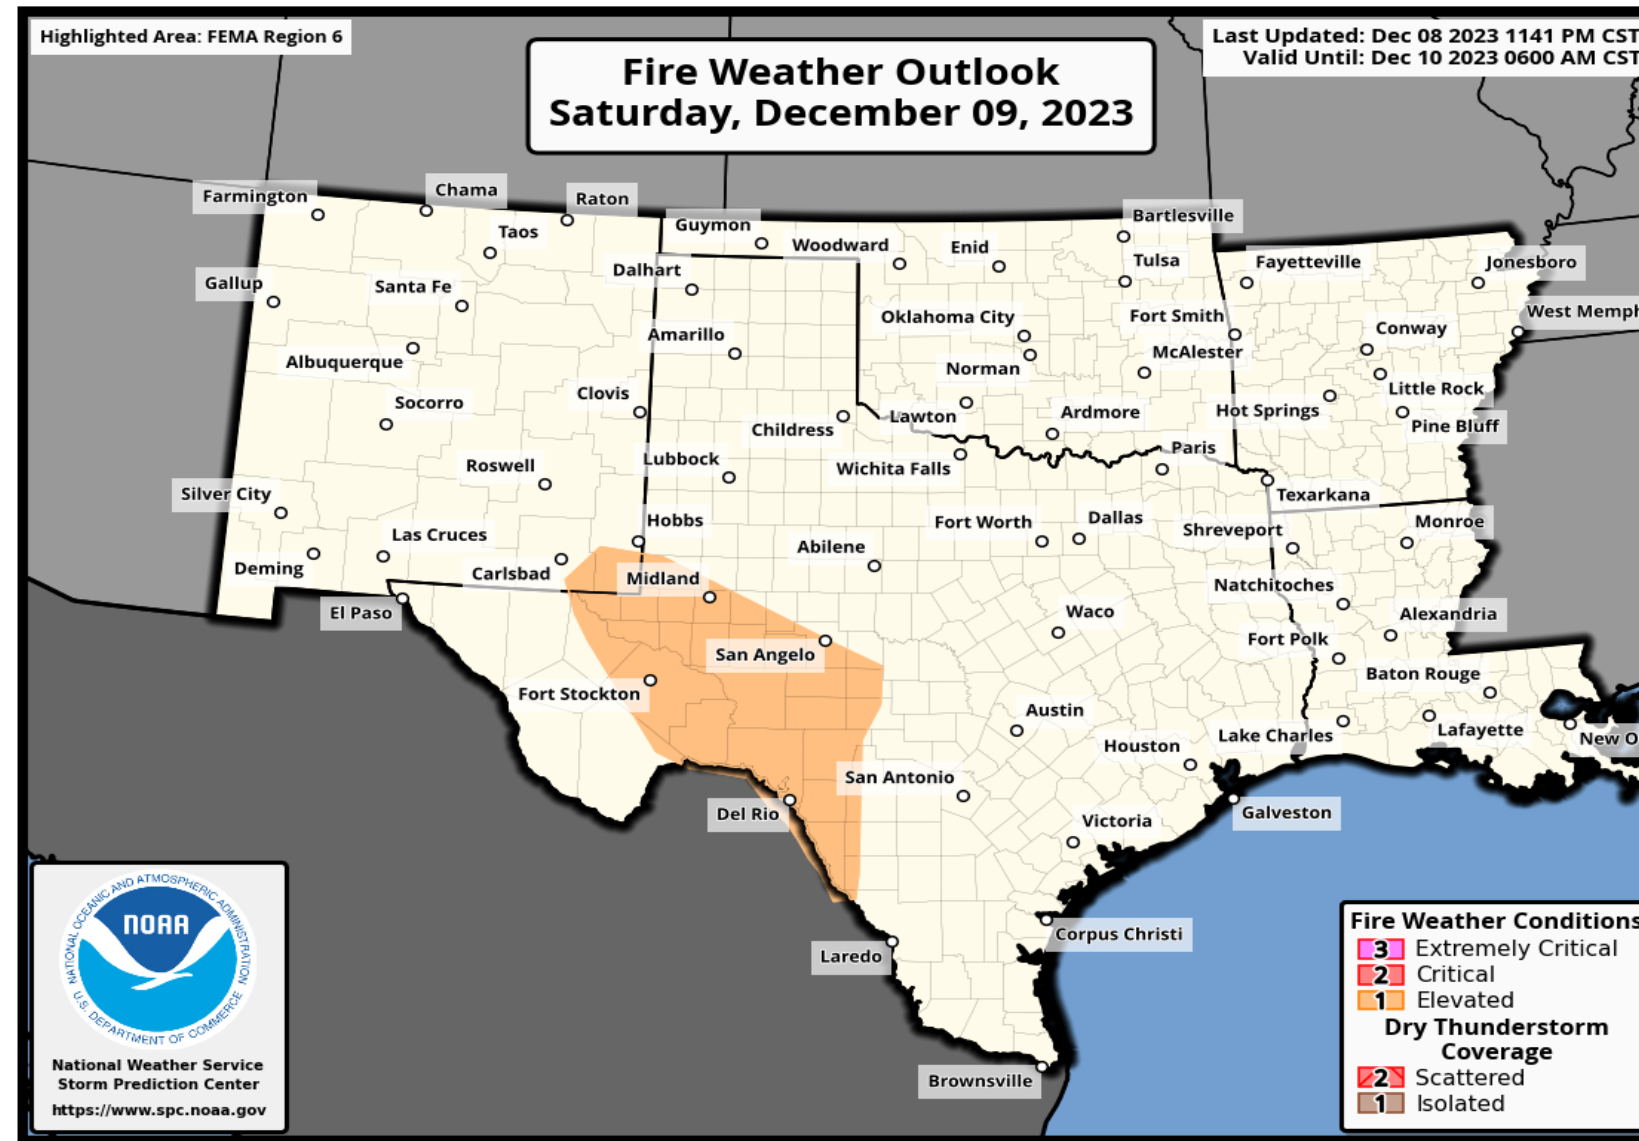 Highlighted Area: FEMA Region 6
Last Updated: Dec 08 2023 1141 PM CST
Valid Until: Dec 10 2023 0600 AM CST
Fire Weather Outlook
Saturday, December 09, 2023
Farmington
Chama
Raton
Taos
Guymon
Woodward
Enid
Bartlesville
Tulsa
Fayetteville
Jonesboro
Gallup
Santa Fe
Dalhart
Oklahoma City
Fort Smith
West Memph
Albuquerque
Amarillo
Norman
McAlester
Conway
Little Rock
Socorro
Clovis
Childress
Lawton
Ardmore
Hot Springs
Pine Bluff
Roswell
Lubbock
Wichita Falls
Paris
Texarkana
Silver City
Las Cruces
Hobbs
Abilene
Fort Worth
Dallas
Shreveport
Monroe
Deming
Carlsbad
Midland
Natchitoches
El Paso
Waco
Alexandria
San Angelo
Fort Polk
Fort Stockton
Baton Rouge
Austin
Houston
Lake Charles
Lafayette
New O
San Antonio
Del Rio
Victoria
Galveston
Corpus Christi
Laredo
Brownsville
NATIONAL OCEANIC AND ATMOSPHERIC ADMINISTRATION
NOAA
U.S. DEPARTMENT OF COMMERCE
National Weather Service
Storm Prediction Center
https://www.spc.noaa.gov
Fire Weather Conditions
3 Extremely Critical
2 Critical
1 Elevated
Dry Thunderstorm
Coverage
2 Scattered
1 Isolated